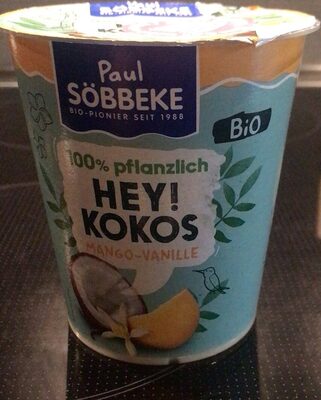 Paul
SÖBBEKE
BIO-PIONIER SEIT 1988
BiO
100% pflanzlich
HEY!
KOKOS
MANGO-VANILLE